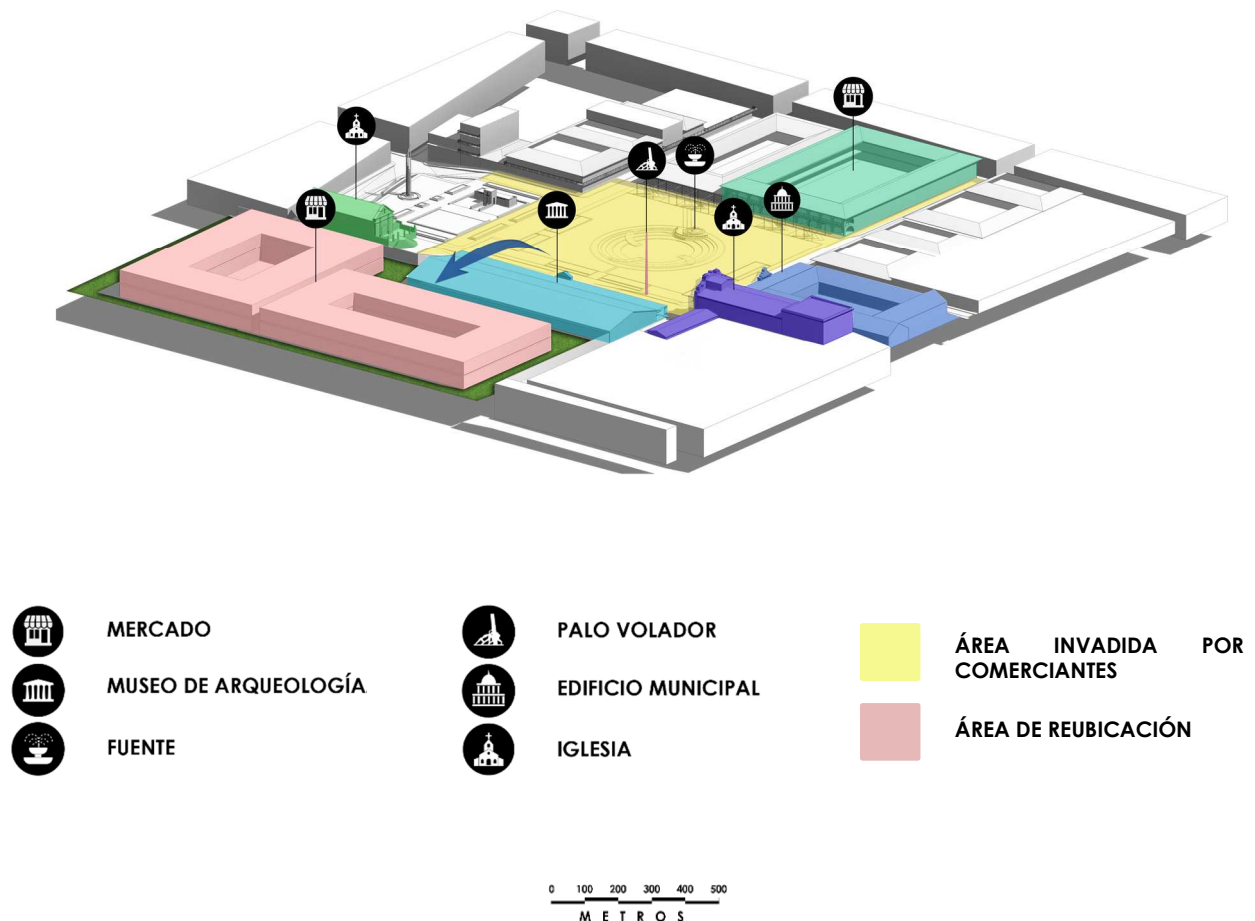 MERCADO
MUSEO DE ARQUEOLOGÍA
FUENTE
PALO VOLADOR
EDIFICIO MUNICIPAL
IGLESIA
ÁREA INVADIDA POR
COMERCIANTES
ÁREA DE REUBICACIÓN
0 100 200 300 400 500
METROS